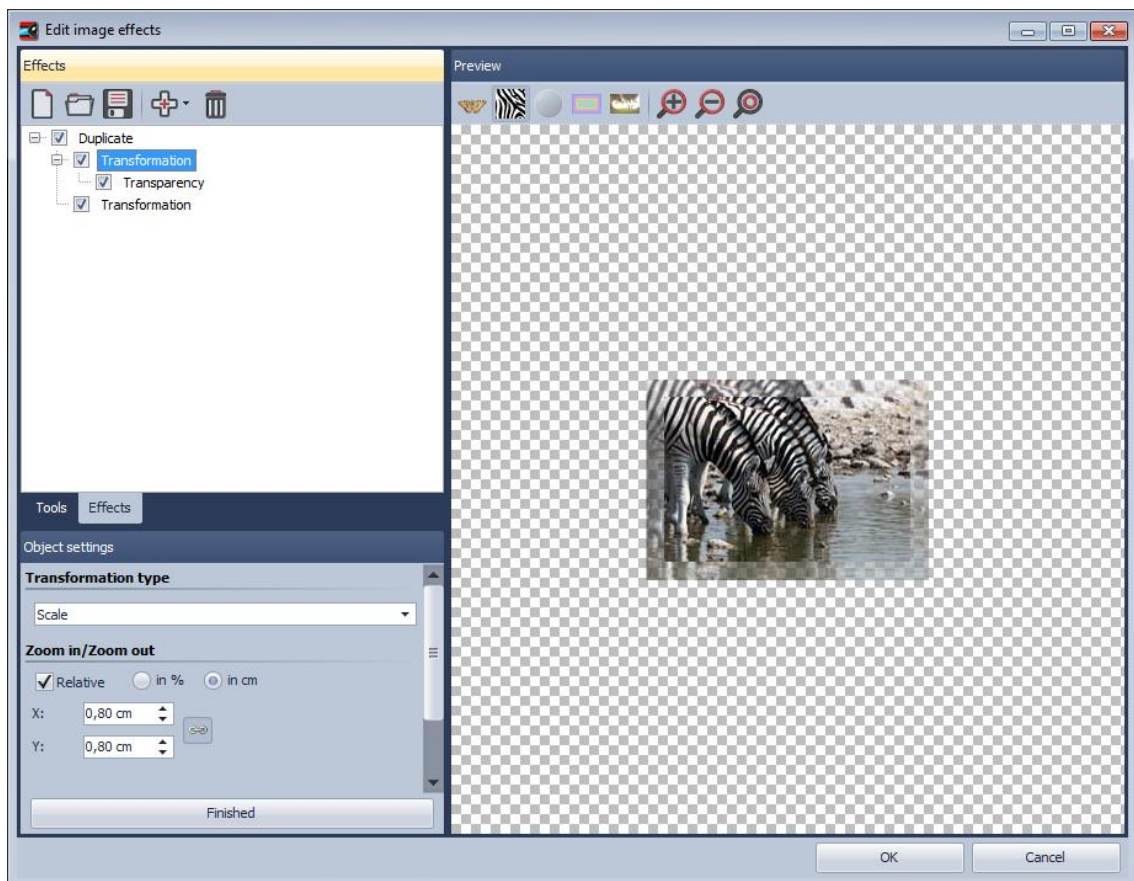 Edit image effects
Effects
Preview
Duplicate
Transformation
Transparency
Transformation
Tools Effects
Object settings
Transformation type
Scale
Zoom in/Zoom out
Relative in % in cm
X: 0,80 cm
Y: 0,80 cm
Finished
OK Cancel